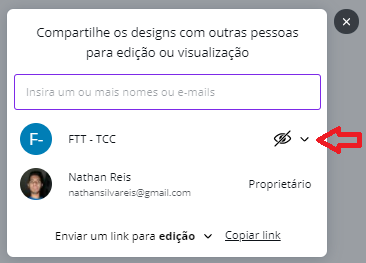 Compartilhe os designs com outras pessoas
para edição ou visualização
Insira um ou mais nomes ou e-mails
F-
FTT - TCC
Nathan Reis
nathansilvareis@gmail.com
Proprietário
Enviar um link para edição
Copiar link